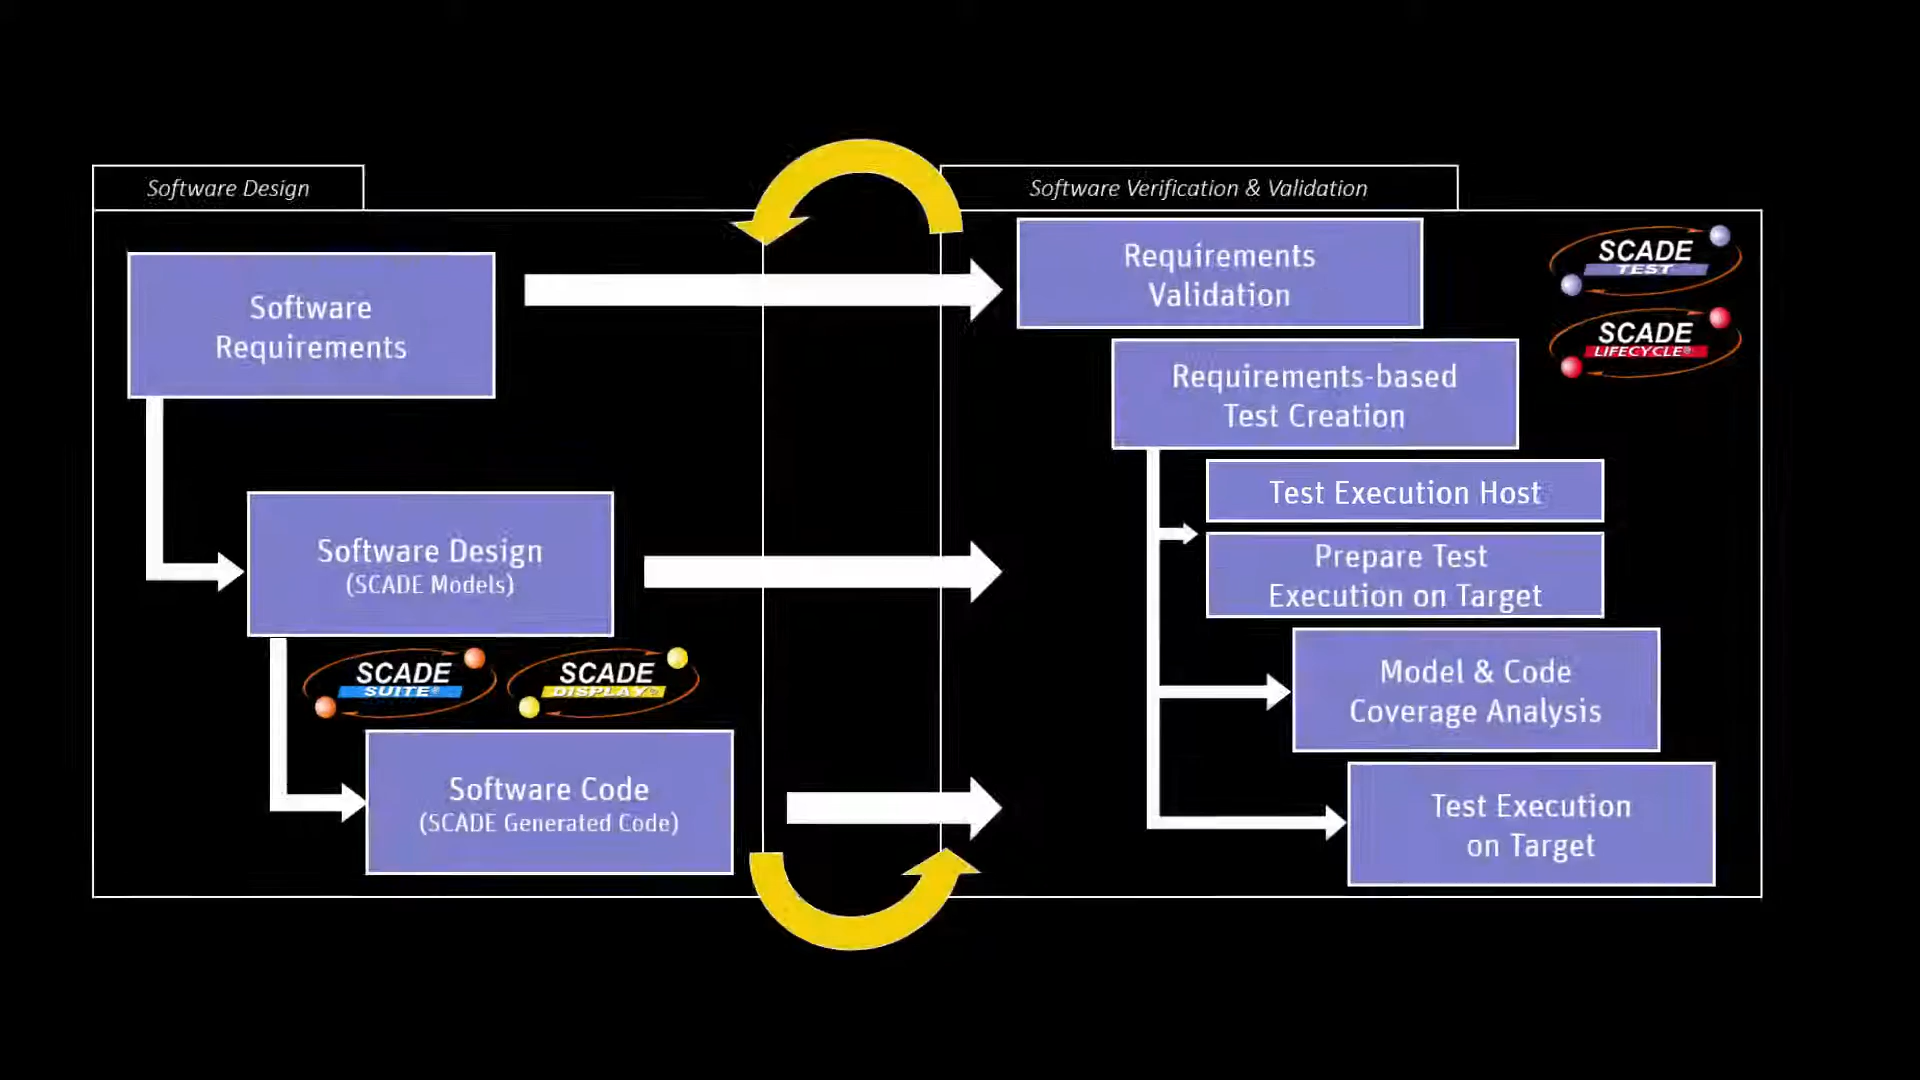 Software Design
Software Verification & Validation
Software
Requirements
Software Design
(SCADE Models)
SCADE
SUITE®
SCADE
DISPLAY®
Software Code
(SCADE Generated Code)
Requirements
Validation
SCADE
TEST
SCADE
LIFECYCLE®
Requirements-based
Test Creation
Test Execution Host
Prepare Test
Execution on Target
Model & Code
Coverage Analysis
Test Execution
on Target